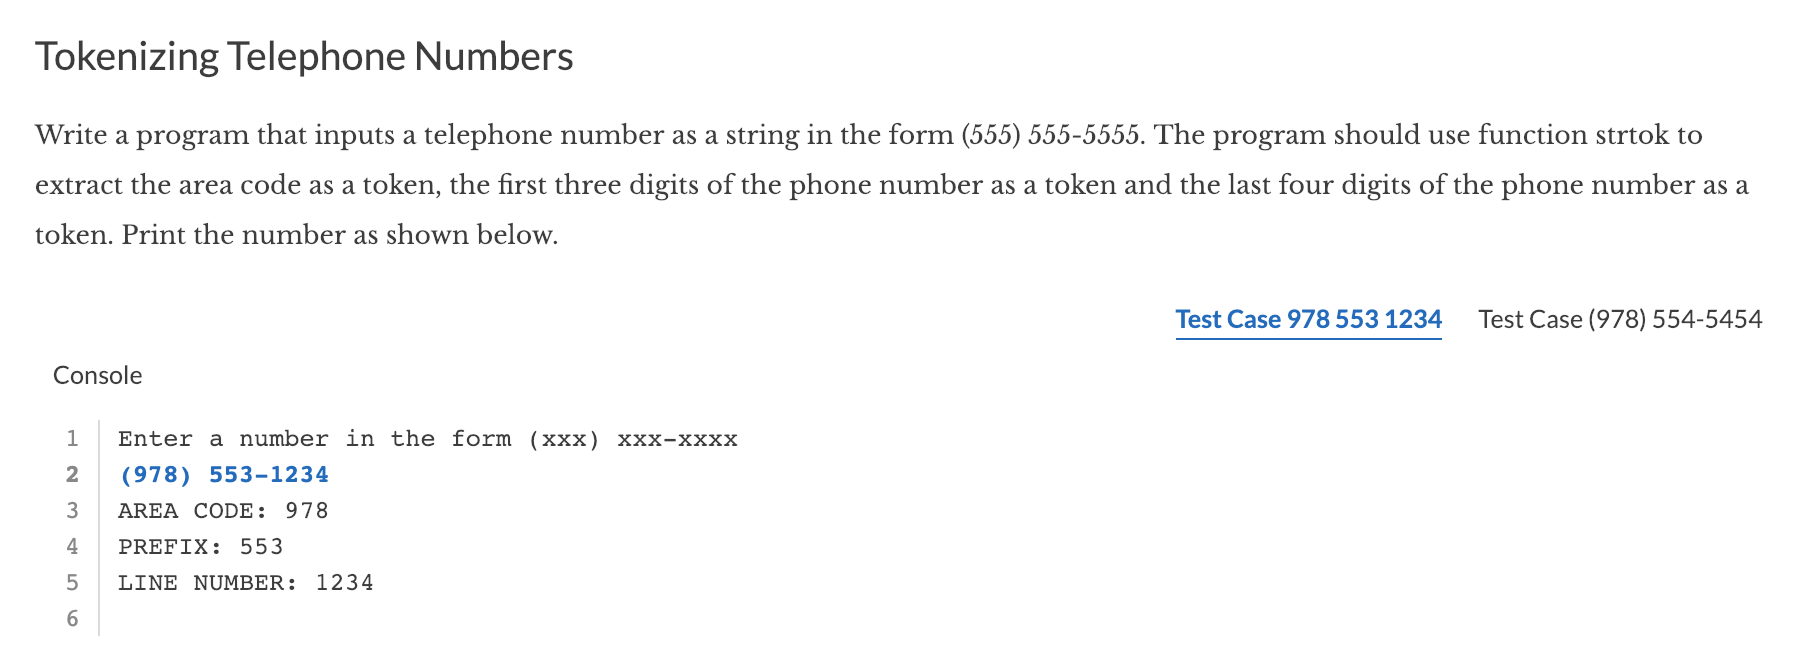 Tokenizing Telephone Numbers
Write a program that inputs a telephone number as a string in the form (555) 555-5555. The program should use function strtok to
extract the area code as a token, the first three digits of the phone number as a token and the last four digits of the phone number as a
token. Print the number as shown below.
Test Case 978 553 1234 Test Case (978) 554-5454
Console
1 Enter a number in the form (xxx) xxx-xxxx
2 (978) 553-1234
3 AREA CODE: 978
4 PREFIX: 553
5 LINE NUMBER: 1234
6